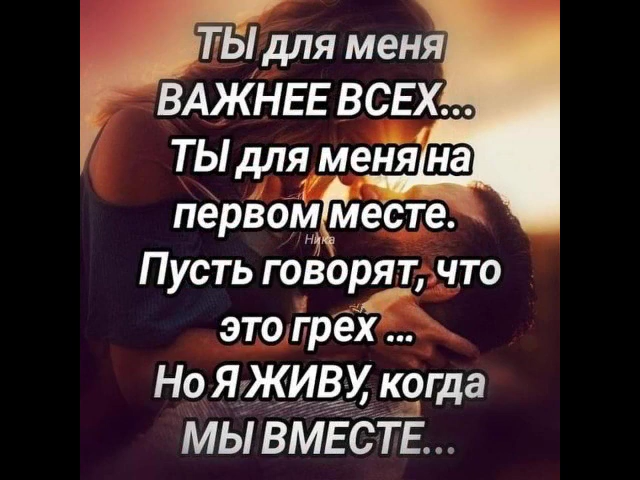 ТЫ для меня
ВАЖНЕЕ ВСЕХ...
ТЫ для меня на
первом месте.
Ника
Пусть говорят, что
это грех ...
Но Я ЖИВУ, когда
МЫ ВМЕСТЕ...